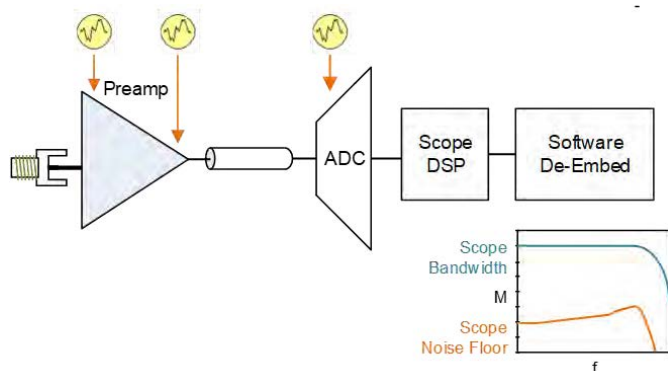 Preamp
ADC
Scope
DSP
Software
De-Embed
Scope
Bandwidth
M
Scope
Noise Floor
f